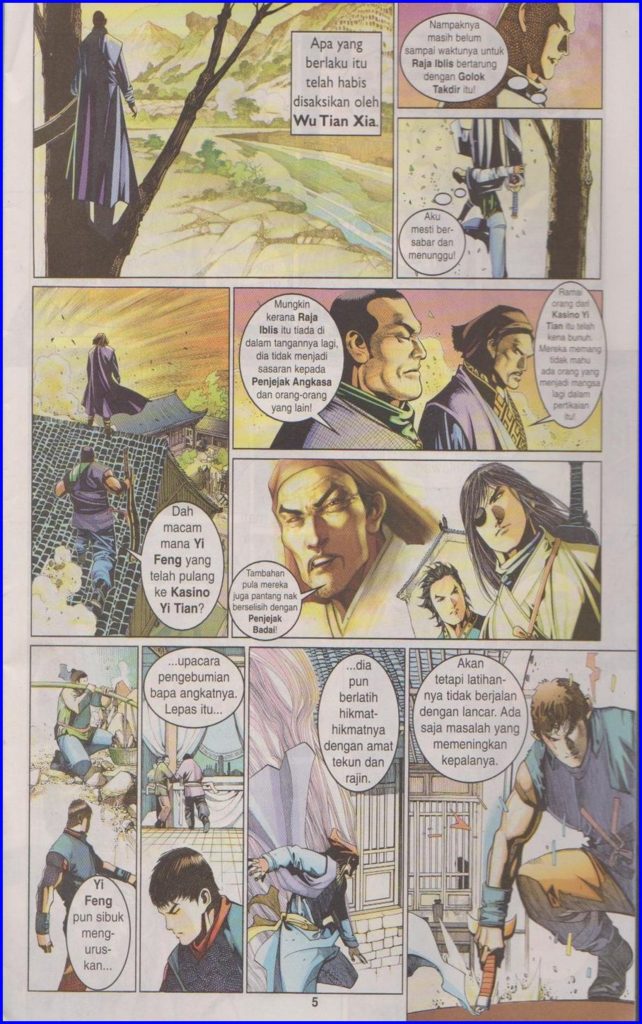 Apa yang
berlaku itu
telah habis
disaksikan oleh
Wu Tian Xia.
Nampaknya
masih belum
sampai waktunya untuk
Raja Iblis bertarung
dengan Golok
Takdir itu!
Aku
mesti ber-
sabar dan
menunggu!
Dah
macam
mana Yi
Feng yang
telah pulang
ke Kasino
Yi Tian?
Mungkin
kerana Raja
Iblis itu tiada di
dalam tangannya lagi,
dia tidak menjadi
sasaran kepada
Penjejak Angkasa
dan orang-orang
yang lain!
Ramai
orang dari
Kasino Yi
Tian itu telah
kena bunuh.
Mereka memang
tidak mahu
ada orang yang
menjadi mangsa
lagi dalam
pertikaian
itu!
Tambahan
pula mereka
juga pantang nak
berselisih dengan
Penjejak
Badai!
Yi
Feng
pun sibuk
meng-
urus-
kan...
...upacara
pengebumian
bapa angkatnya.
Lepas itu...
...dia
pun
berlatih
hikmat-
hikmatnya
dengan amat
tekun dan
rajin.
Akan
tetapi latihan-
nya tidak berjalan
dengan lancar. Ada
saja masalah yang
memeningkan
kepalanya.
5